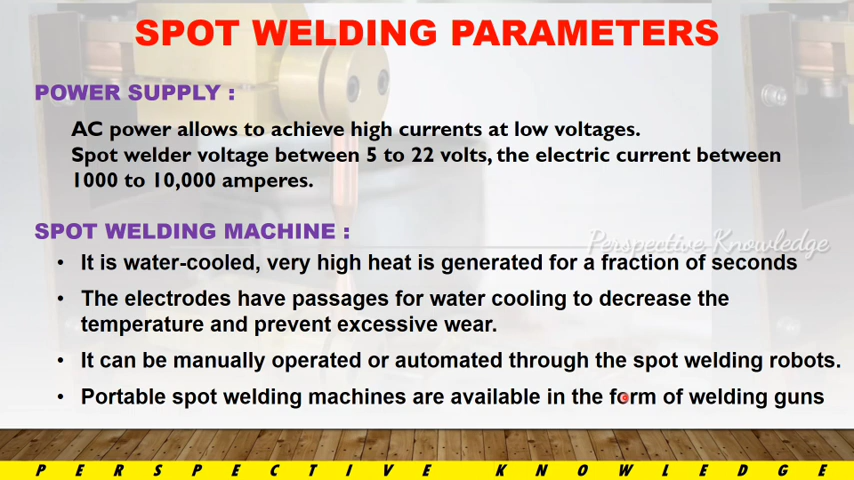 SPOT WELDING PARAMETERS
POWER SUPPLY :
AC power allows to achieve high currents at low voltages.
Spot welder voltage between 5 to 22 volts, the electric current between
1000 to 10,000 amperes.
SPOT WELDING MACHINE :
Perspective Knowledge
• It is water-cooled, very high heat is generated for a fraction of seconds
• The electrodes have passages for water cooling to decrease the
temperature and prevent excessive wear.
• It can be manually operated or automated through the spot welding robots.
• Portable spot welding machines are available in the form of welding guns
PERSPECTIVE KNOWLEDGE